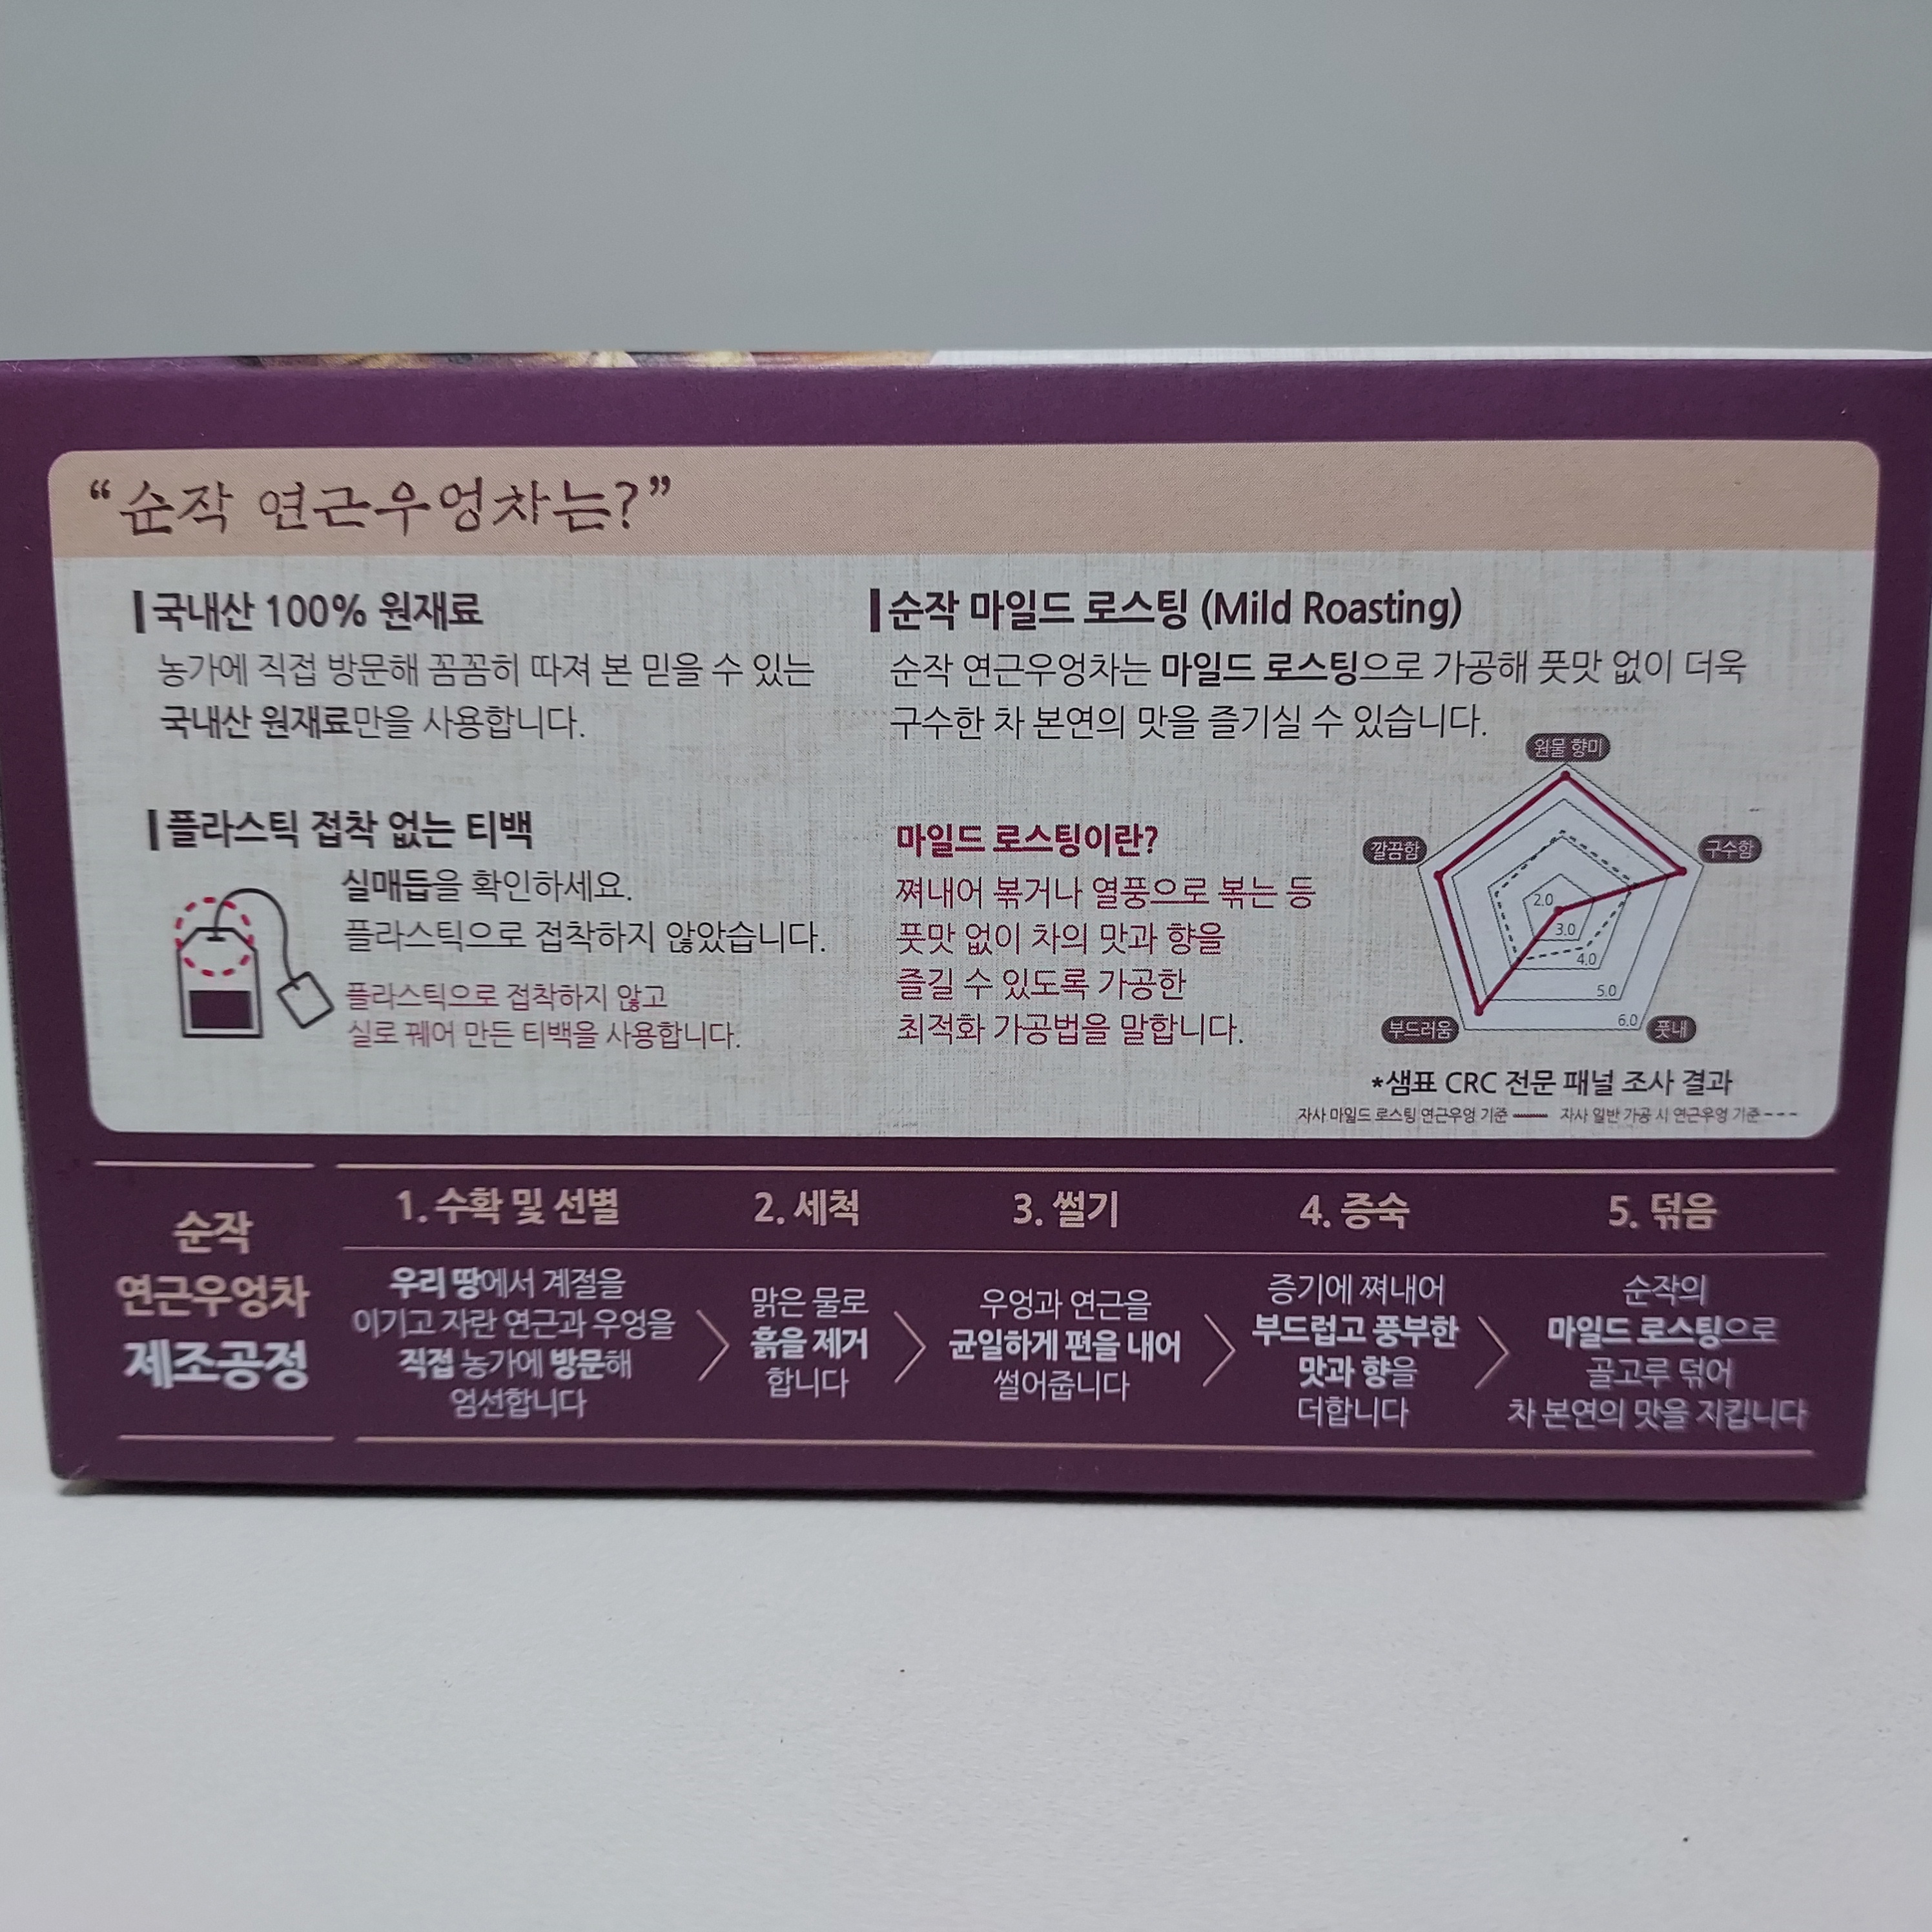 “순작 연근우엉차는?”
국내산 100% 원재료
농가에 직접 방문해 꼼꼼히 따져 본 믿을 수 있는
국내산 원재료만을 사용합니다.
플라스틱 접착 없는 티백
실매듭을 확인하세요.
플라스틱으로 접착하지 않았습니다.
플라스틱으로 접착하지 않고
실로 꿰어 만든 티백을 사용합니다.
순작 마일드 로스팅 (Mild Roasting)
순작 연근우엉차는 마일드 로스팅으로 가공해 풋맛 없이 더욱
구수한 차 본연의 맛을 즐기실 수 있습니다.
마일드 로스팅이란?
쪄내어 볶거나 열풍으로 볶는 등
풋맛 없이 차의 맛과 향을
즐길 수 있도록 가공한
최적화 가공법을 말합니다.
원물 향미
깔끔함
구수함
2.0
3.0
4.0
5.0
6.0
부드러움
풋내
*샘표 CRC 전문 패널 조사 결과
자사 마일드 로스팅 연근우엉 기준 자사 일반 가공 시 연근우엉 기준
순작
연근우엉차
제조공정
1. 수확 및 선별
우리 땅에서 계절을
이기고 자란 연근과 우엉을
직접 농가에 방문해
엄선합니다
2. 세척
맑은 물로
흙을 제거
합니다
3. 썰기
우엉과 연근을
균일하게 편을 내어
썰어줍니다
4. 증숙
증기에 쪄내어
부드럽고 풍부한
맛과 향을
더합니다
5. 덖음
순작의
마일드 로스팅으로
골고루 덖어
차 본연의 맛을 지킵니다